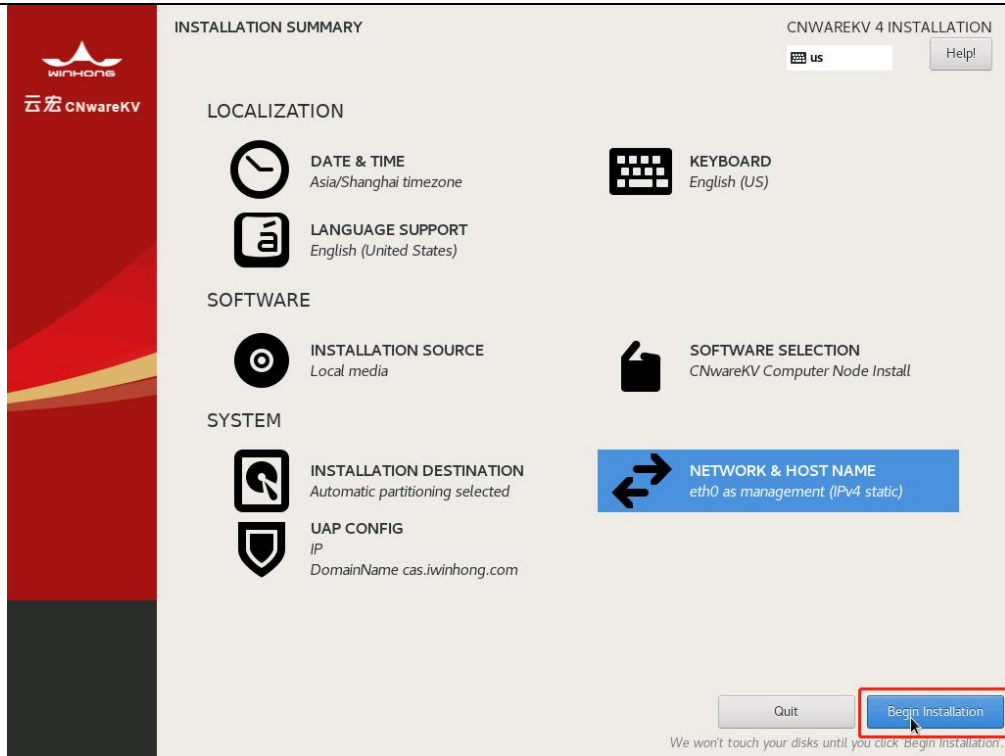 INSTALLATION SUMMARY
CNWAREKV 4 INSTALLATION
us
Help!
WINHONG
云宏 CNwareKV
LOCALIZATION
DATE & TIME
Asia/Shanghai timezone
KEYBOARD
English (US)
á
LANGUAGE SUPPORT
English (United States)
SOFTWARE
INSTALLATION SOURCE
Local media
SOFTWARE SELECTION
CNwareKV Computer Node Install
SYSTEM
INSTALLATION DESTINATION
Automatic partitioning selected
NETWORK & HOST NAME
eth0 as management (IPv4 static)
UAP CONFIG
IP
DomainName cas.iwinhong.com
Quit
Begin Installation
We won't touch your disks until you click Begin Installation.